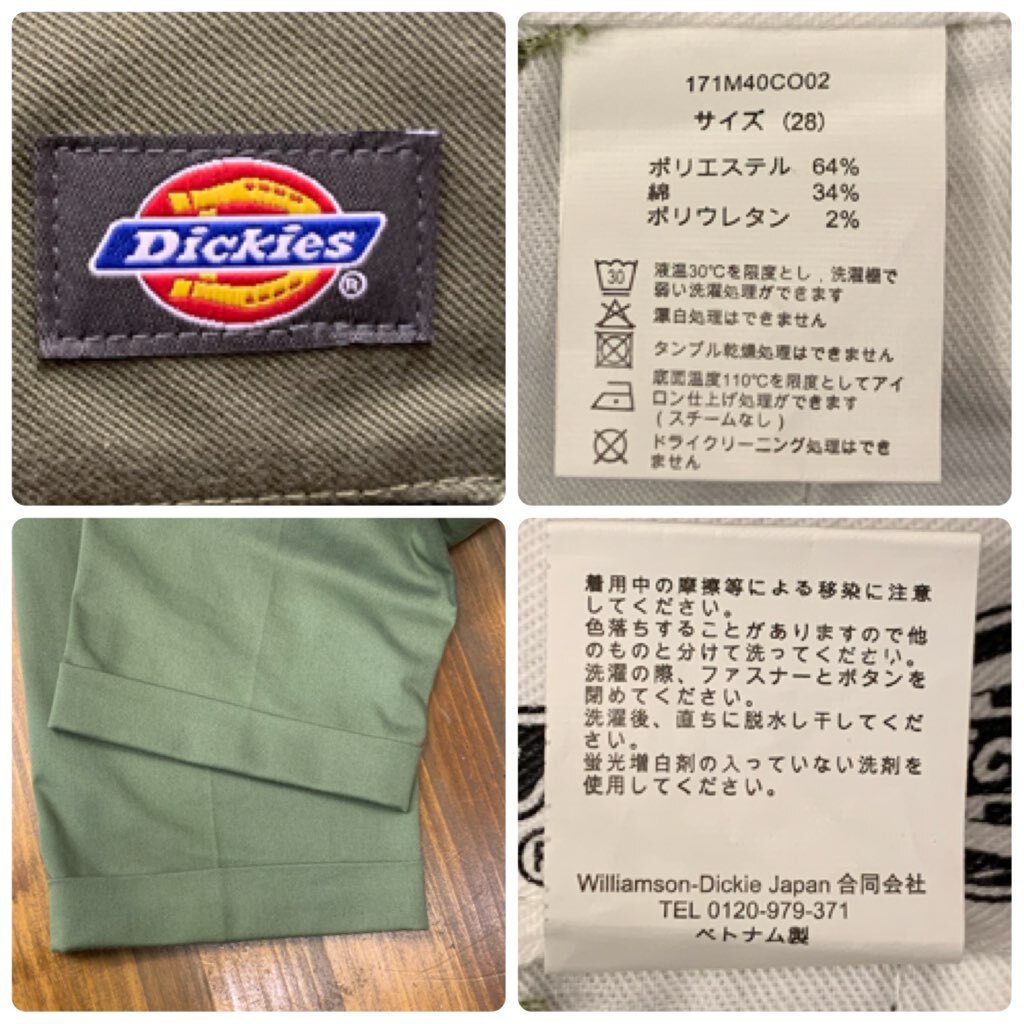 Dickies
®
171M40CO02
サイズ (28)
ポリエステル 64%
綿 34%
ポリウレタン 2%
30
液温30℃を限度とし、洗濯機で
弱い洗濯処理ができます
漂白処理はできません
タンブル乾燥処理はできません
底面温度110℃を限度としてアイ
ロン仕上げ処理ができます
(スチームなし)
ドライクリーニング処理はでき
ません
着用中の摩擦等による移染に注意
してください。
色落ちすることがありますので他
のものと分けて洗ってください。
洗濯の際、ファスナーとボタンを
閉めてください。
洗濯後、直ちに脱水し干してくだ
さい。
蛍光増白剤の入っていない洗剤を
使用してください。
Williamson-Dickie Japan 合同会社
TEL 0120-979-371
ベトナム製
®